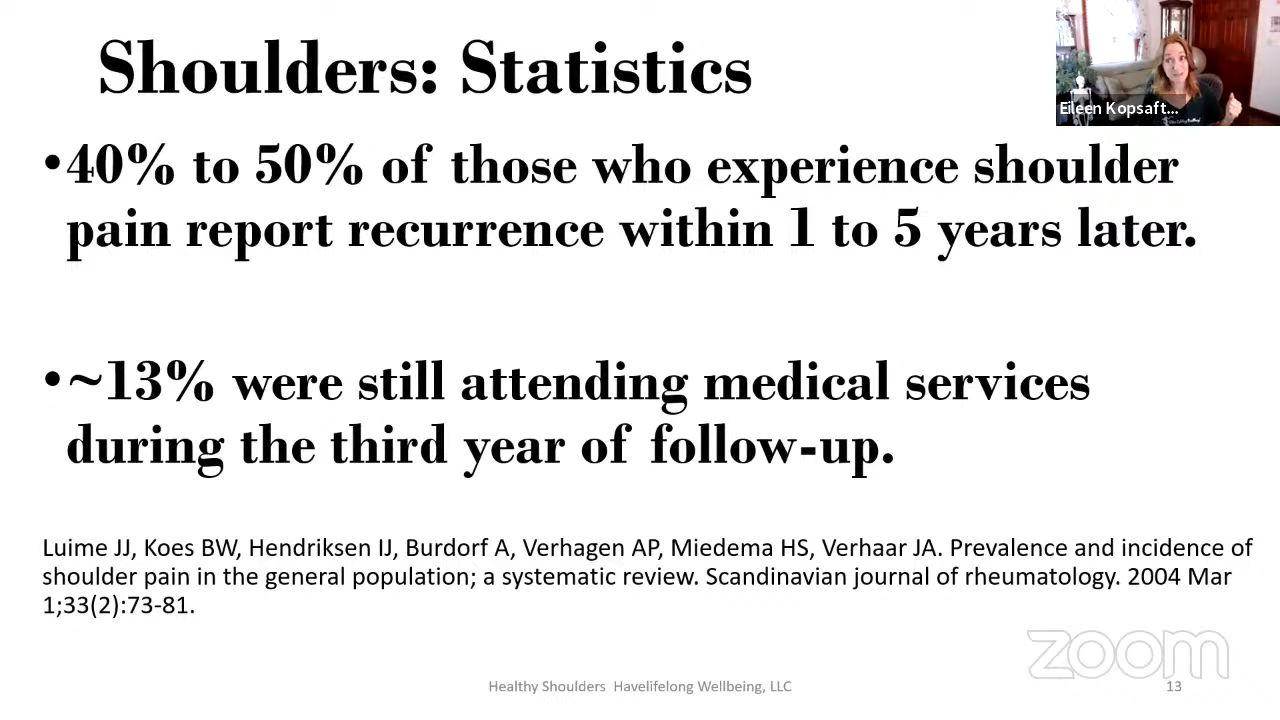 Shoulders: Statistics
Eileen Kopsaft...
•40% to 50% of those who experience shoulder
pain report recurrence within 1 to 5 years later.
•~13% were still attending medical services
during the third year of follow-up.
Luime JJ, Koes BW, Hendriksen IJ, Burdorf A, Verhagen AP, Miedema HS, Verhaar JA. Prevalence and incidence of
shoulder pain in the general population; a systematic review. Scandinavian journal of rheumatology. 2004 Mar
1;33(2):73-81.
zoom
Healthy Shoulders Havelifelong Wellbeing, LLC
13